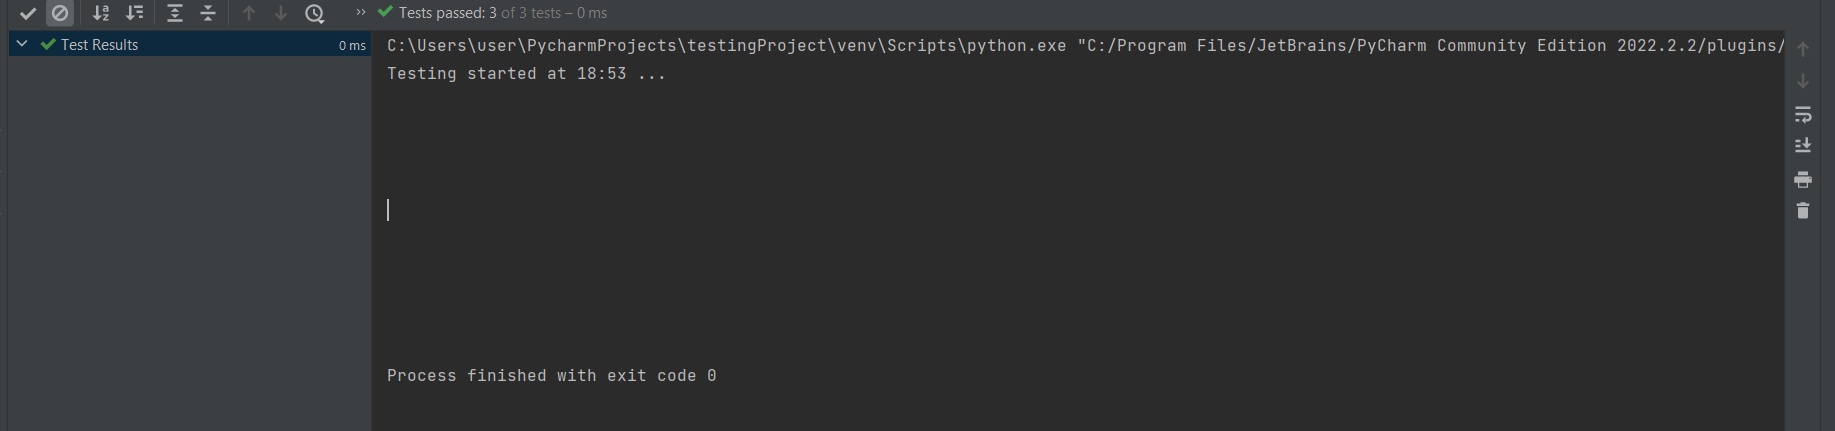 Tests passed: 3 of 3 tests – 0 ms
Test Results 0 ms
C:\Users\user\PycharmProjects\testingProject\venv\Scripts\python.exe "C:/Program Files/JetBrains/PyCharm Community Edition 2022.2.2/plugins/
Testing started at 18:53 ...
Process finished with exit code 0